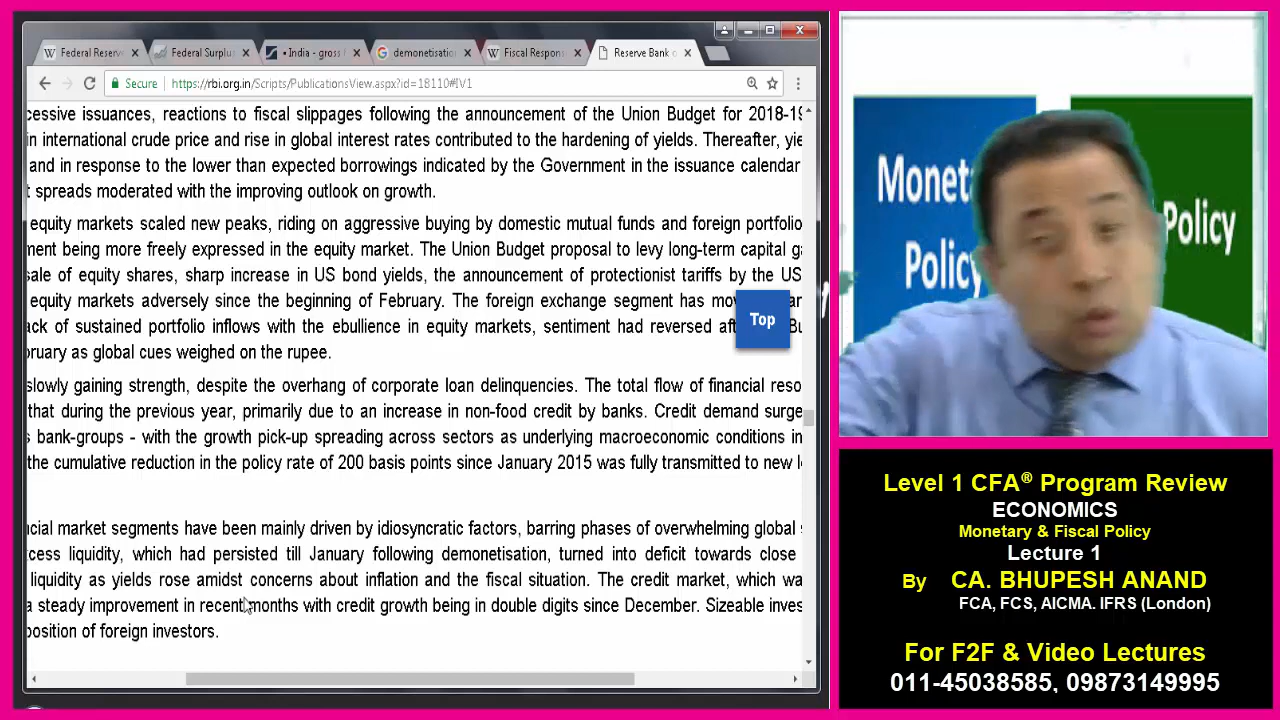 Federal Rese
Federal Surplu
• India - gross f
demonetisation
Fiscal Respon
Reserve Bank o
Secure https://rbi.org.in/Scripts/PublicationsView.aspx?id=18110#IV1
cessive issuances, reactions to fiscal slippages following the announcement of the Union Budget for 2018-19
in international crude price and rise in global interest rates contributed to the hardening of yields. Thereafter, yie
and in response to the lower than expected borrowings indicated by the Government in the issuance calendar
t spreads moderated with the improving outlook on growth.
equity markets scaled new peaks, riding on aggressive buying by domestic mutual funds and foreign portfolio
ment being more freely expressed in the equity market. The Union Budget proposal to levy long-term capital ga
sale of equity shares, sharp increase in US bond yields, the announcement of protectionist tariffs by the US
equity markets adversely since the beginning of February. The foreign exchange segment has mov
ack of sustained portfolio inflows with the ebullience in equity markets, sentiment had reversed af Bu
bruary as global cues weighed on the rupee.
Top
slowly gaining strength, despite the overhang of corporate loan delinquencies. The total flow of financial reso
that during the previous year, primarily due to an increase in non-food credit by banks. Credit demand surge
s bank-groups - with the growth pick-up spreading across sectors as underlying macroeconomic conditions in
the cumulative reduction in the policy rate of 200 basis points since January 2015 was fully transmitted to new l
ncial market segments have been mainly driven by idiosyncratic factors, barring phases of overwhelming global s
cess liquidity, which had persisted till January following demonetisation, turned into deficit towards close
liquidity as yields rose amidst concerns about inflation and the fiscal situation. The credit market, which wa
a steady improvement in recent months with credit growth being in double digits since December. Sizeable inves
position of foreign investors.
Moneta
Policy
Policy
Level 1 CFA® Program Review
ECONOMICS
Monetary & Fiscal Policy
Lecture 1
By CA. BHUPESH ANAND
FCA, FCS, AICMA. IFRS (London)
For F2F & Video Lectures
011-45038585, 09873149995